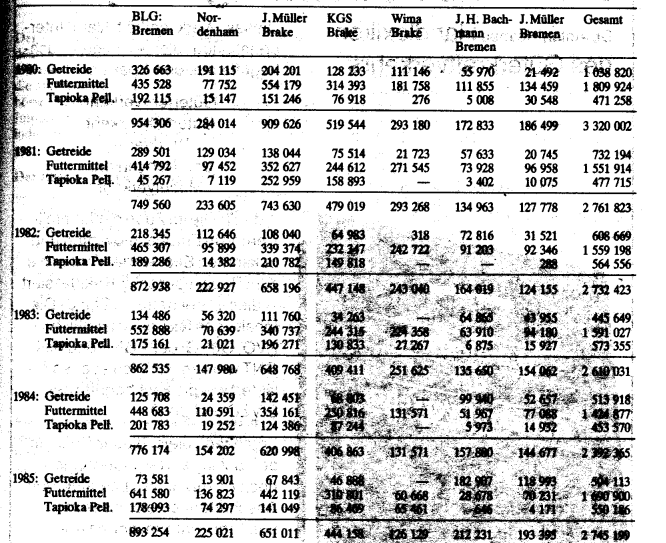 BLG: Nor- J. Müller KGS Wima J. H. Bach- J. Müller Gesamt
Bremen denham Brake Brake Brake mann Bremen
Bremen
1980: Getreide 326 663 191 115 204 201 128 233 111 146 55 970 21 492 1 038 820
Futtermittel 435 528 77 752 554 179 314 393 181 758 111 855 134 459 1 809 924
Tapioka Pell. 192 115 15 147 151 246 76 918 276 5 008 30 548 471 258
954 306 284 014 909 626 519 544 293 180 172 833 186 499 3 320 002
1981: Getreide 289 501 129 034 138 044 75 514 21 723 57 633 20 745 732 194
Futtermittel 414 792 97 452 352 627 244 612 271 545 73 928 96 958 1 551 914
Tapioka Pell. 45 267 7 119 252 959 158 893 — 3 402 10 075 477 715
749 560 233 605 743 630 479 019 293 268 134 963 127 778 2 761 823
1982: Getreide 218.345 112 646 108 040 64 983 318 72 816 31 521 608 669
Futtermittel 465 307 95 899 339 374 232 347 242 722 91 203 92 346 1 559 198
Tapioka Pell. 189 286 14 382 210 782 149 818 — — 288 564 556
872 938 222 927 658 196 447 148 243 040 164 019 124 155 2 732 423
1983: Getreide 134 486 56 320 111 760 34 263 — 64 865 43 955 445 649
Futtermittel 552 888 70 639 340 737 244 315 224 358 63 910 94 180 1 591 027
Tapioka Pell. 175 161 21 021 196 271 130 833 27 267 6 875 15 927 573 355
862 535 147 980 648 768 409 411 251 625 135 650 154 062 2 610 031
1984: Getreide 125 708 24 359 142 451 68 803 — 99 940 52 657 513 918
Futtermittel 448 683 110 591 354 161 250 816 131 571 51 967 77 088 1 424 877
Tapioka Pell. 201 783 19 252 124 386 87 244 — 5 973 14 932 453 570
776 174 154 202 620 998 406 863 131 571 157 880 144 677 2 392 365
1985: Getreide 73 581 13 901 67 843 46 888 — 182 907 118 993 504 113
Futtermittel 641 580 136 823 442 119 310 801 60 668 28 678 70 231 1 690 900
Tapioka Pell. 178 093 74 297 141 049 86 469 65 461 646 4 171 550 186
893 254 225 021 651 011 444 158 126 129 212 231 193 395 2 745 199